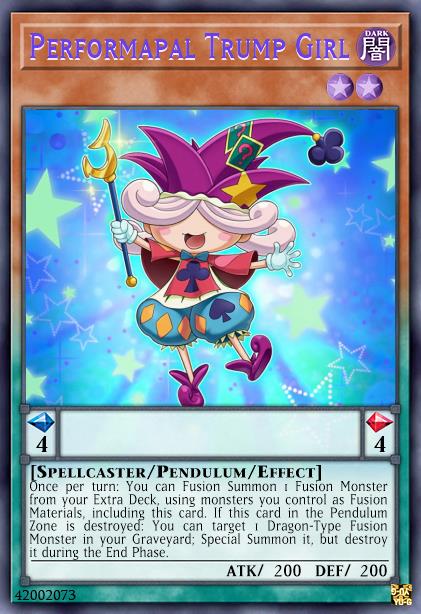 Performapal Trump Girl
DARK
闇
?
?
4
4
[Spellcaster/Pendulum/Effect]
Once per turn: You can Fusion Summon 1 Fusion Monster
from your Extra Deck, using monsters you control as Fusion
Materials, including this card. If this card in the Pendulum
Zone is destroyed: You can target 1 Dragon-Type Fusion
Monster in your Graveyard; Special Summon it, but destroy
it during the End Phase.
ATK/ 200 DEF/ 200
42002073